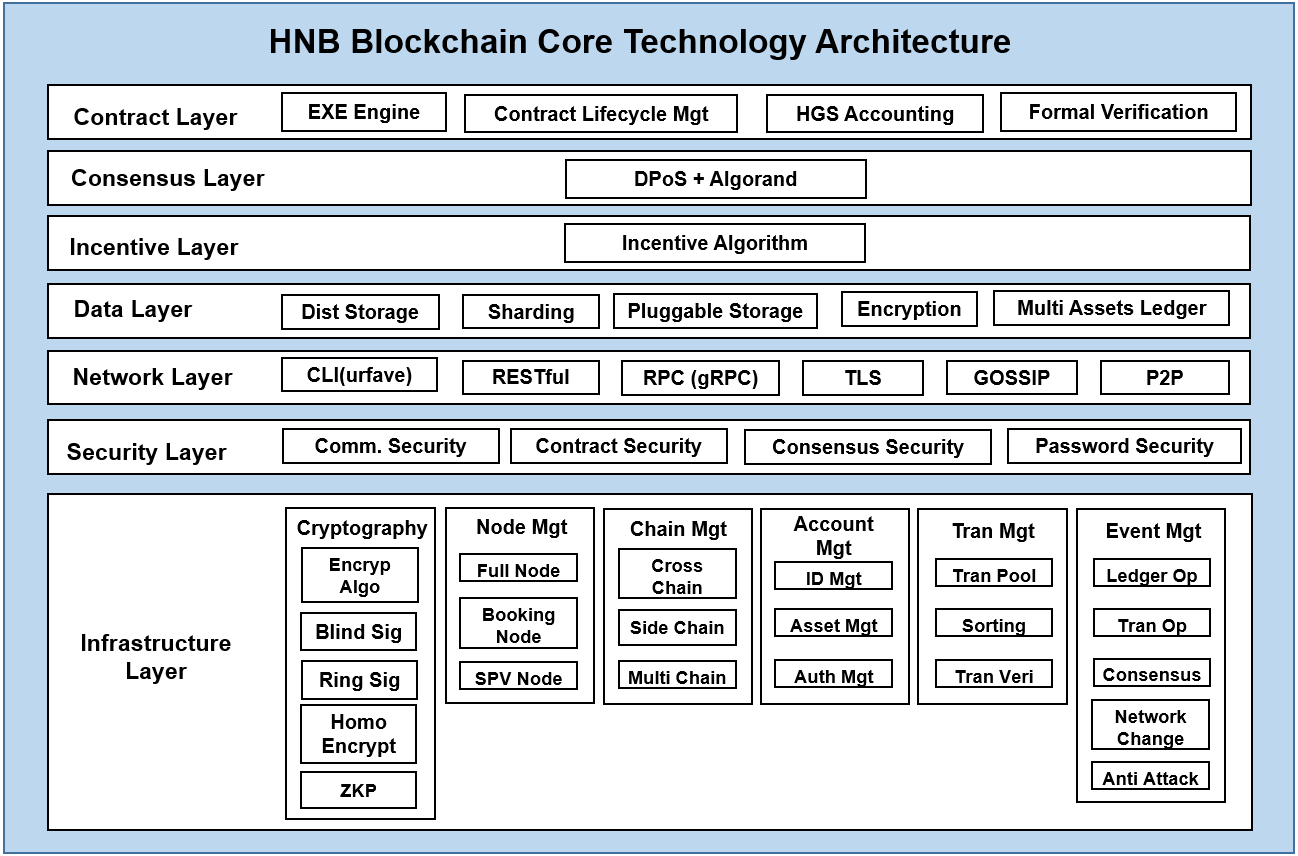 HNB Blockchain Core Technology Architecture
Contract Layer
EXE Engine
Contract Lifecycle Mgt
HGS Accounting
Formal Verification
Consensus Layer
DPoS + Algorand
Incentive Layer
Incentive Algorithm
Data Layer
Dist Storage
Sharding
Pluggable Storage
Encryption
Multi Assets Ledger
Network Layer
CLI(urfave)
RESTful
RPC (gRPC)
TLS
GOSSIP
P2P
Security Layer
Comm. Security
Contract Security
Consensus Security
Password Security
Infrastructure
Layer
Cryptography
Encryp
Algo
Blind Sig
Ring Sig
Homo
Encrypt
ZKP
Node Mgt
Full Node
Booking
Node
SPV Node
Chain Mgt
Cross
Chain
Side Chain
Multi Chain
Account
Mgt
ID Mgt
Asset Mgt
Auth Mgt
Tran Mgt
Tran Pool
Sorting
Tran Veri
Event Mgt
Ledger Op
Tran Op
Consensus
Network
Change
Anti Attack